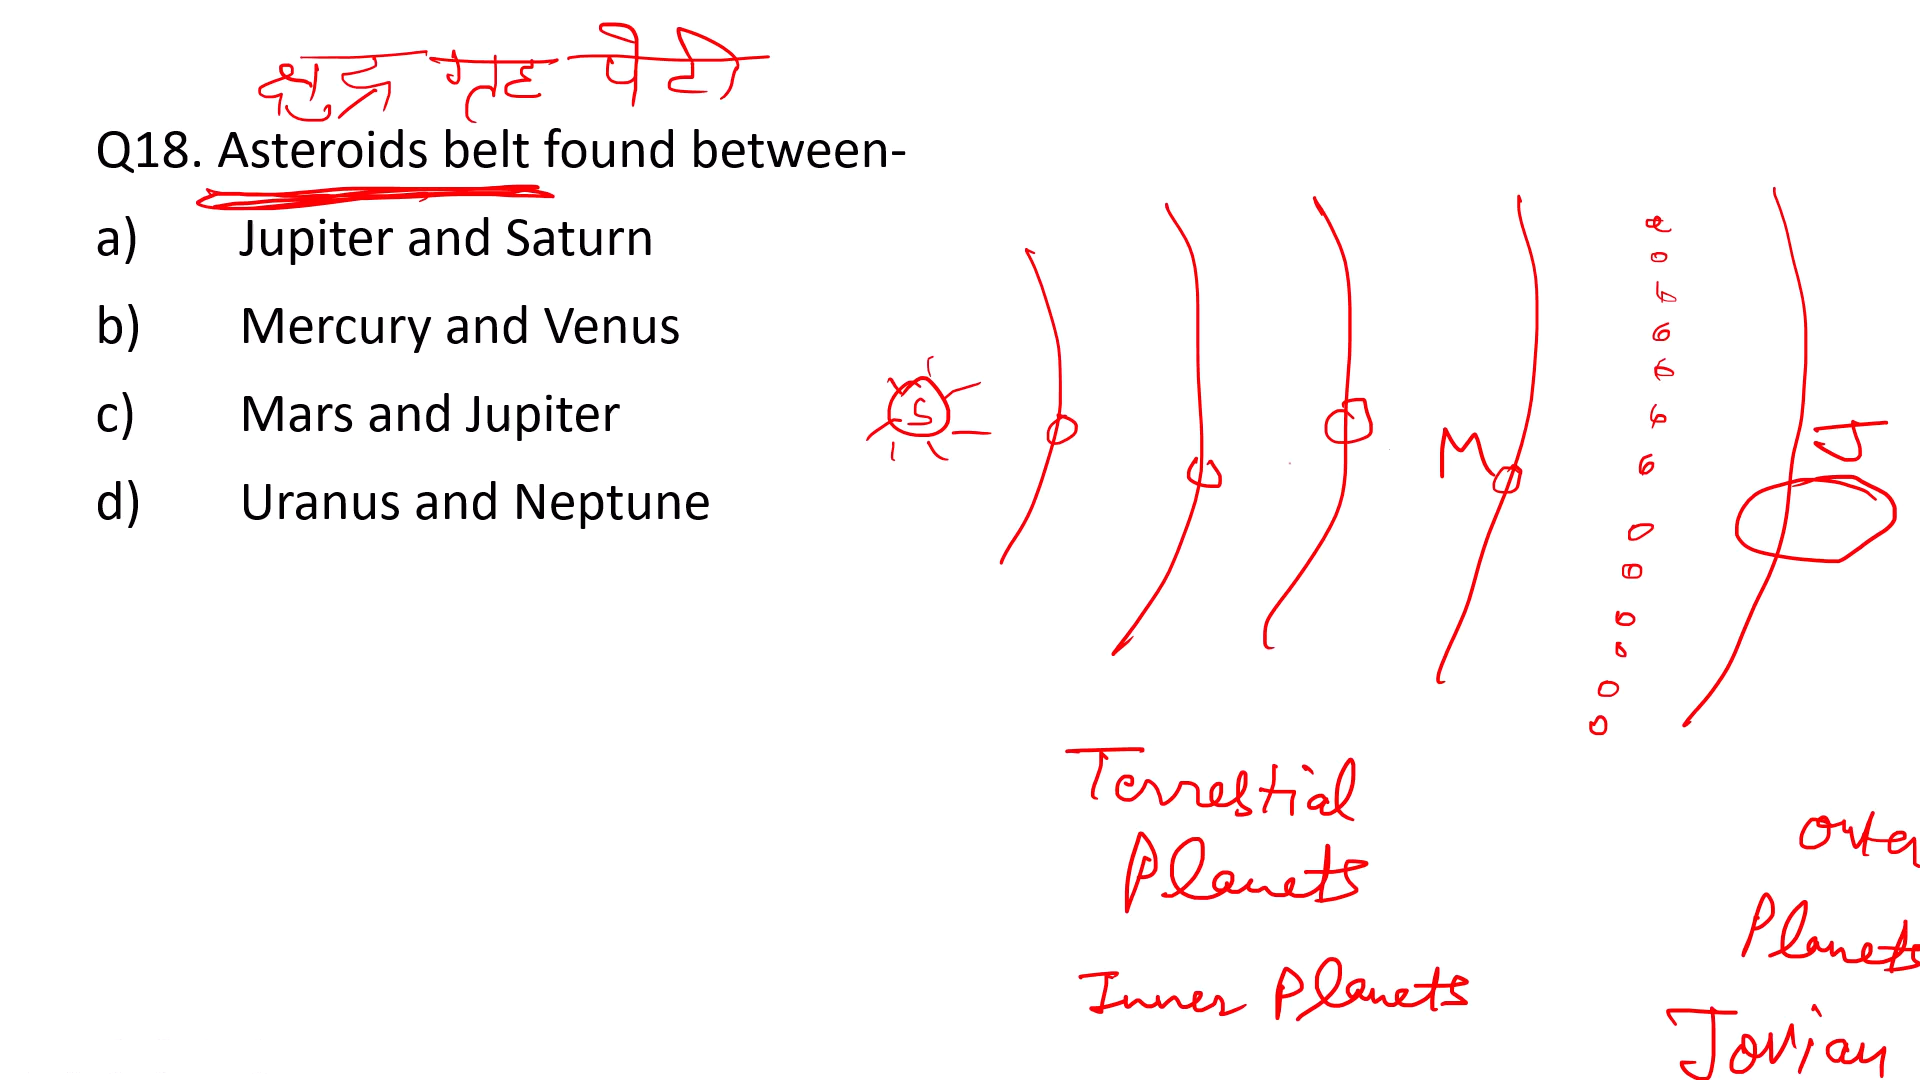 क्षुद्र ग्रह पेटी
Q18. Asteroids belt found between-
a) Jupiter and Saturn
b) Mercury and Venus
c) Mars and Jupiter
d) Uranus and Neptune
S
M
J
Terrestial
Planets
Inner Planets
outer
Planets
Jovian